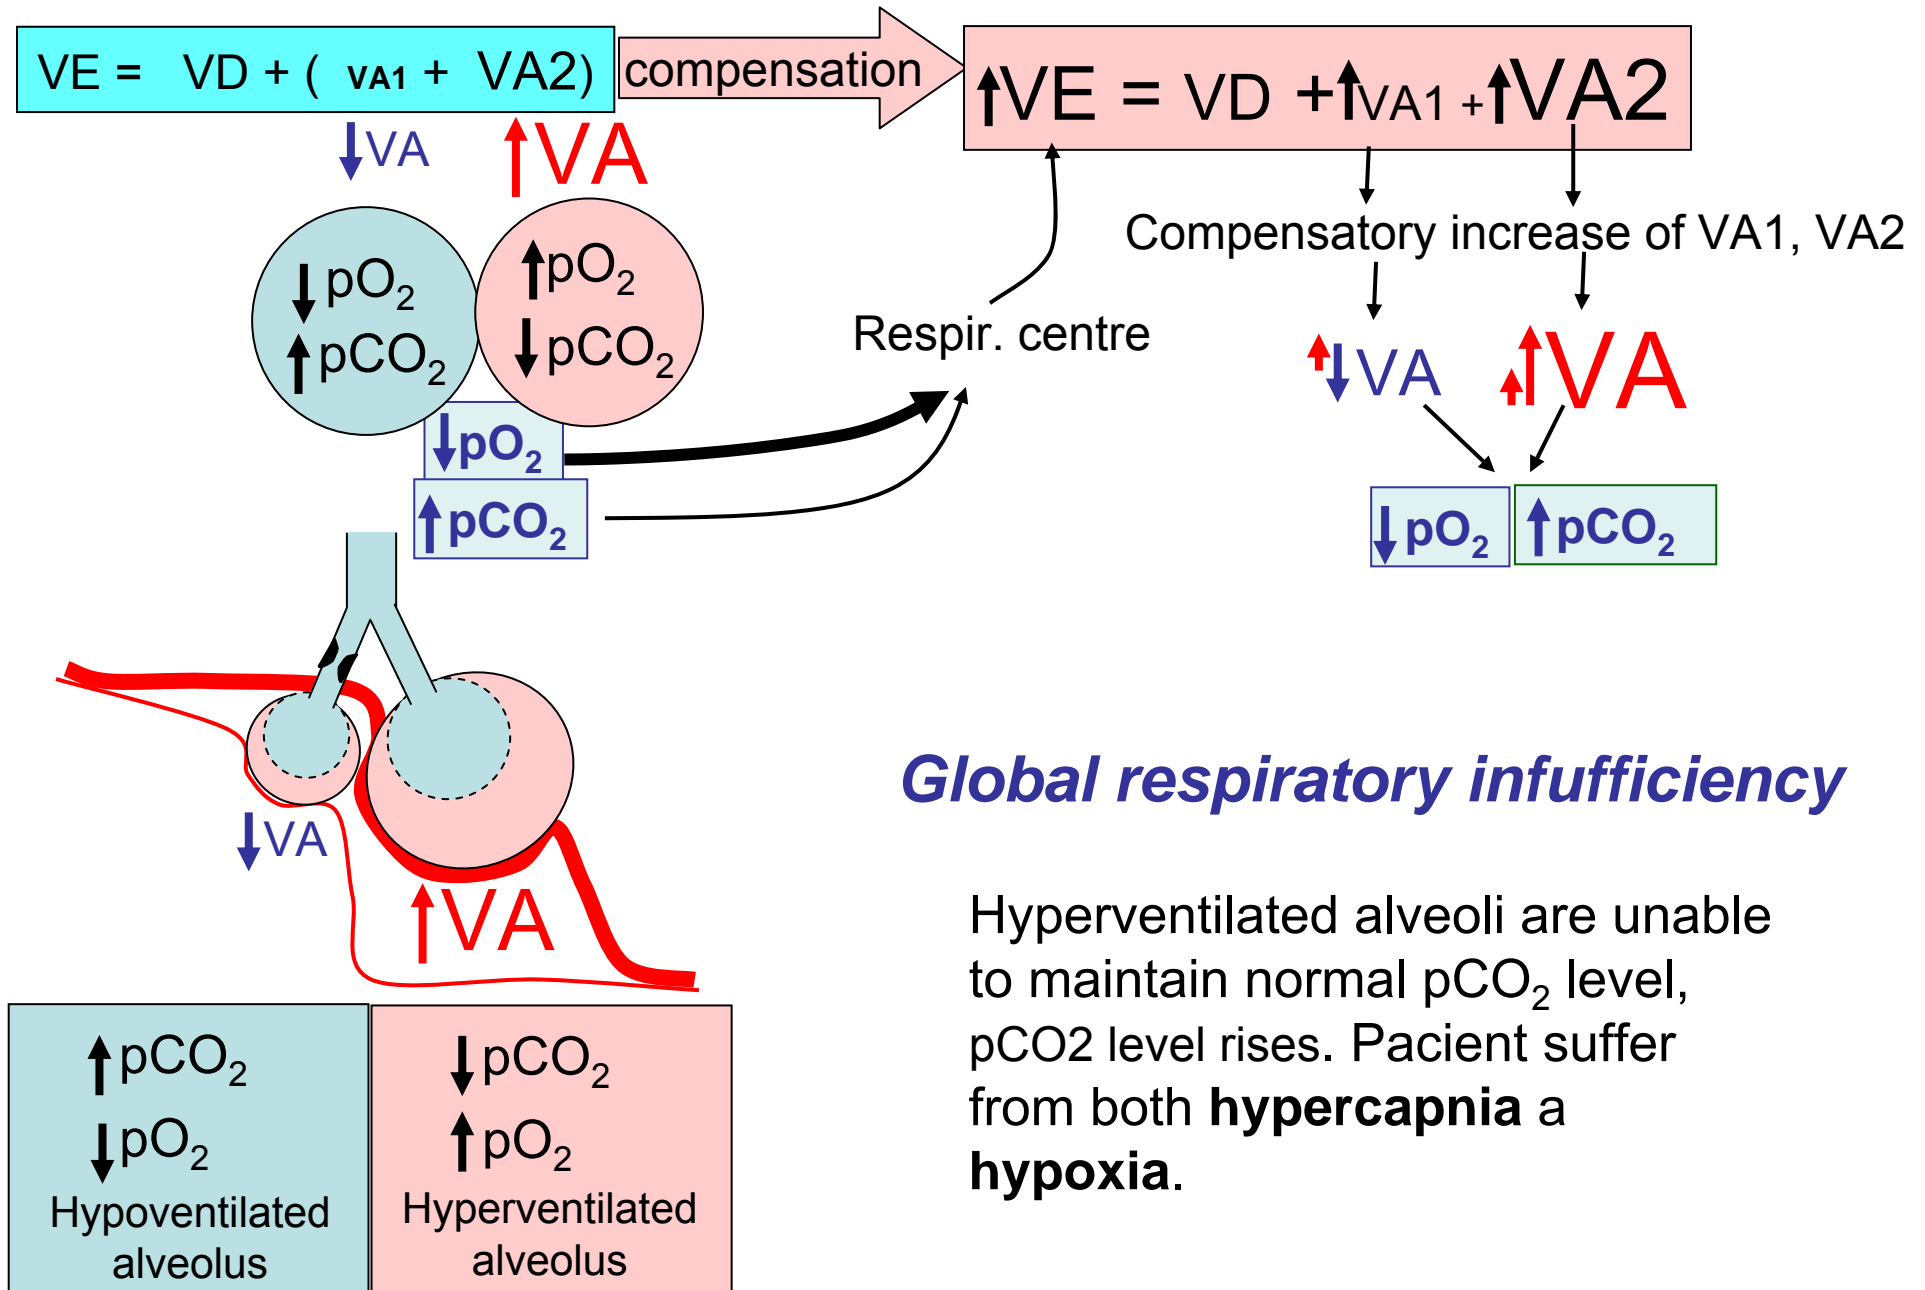 VE = VD + ( VA1 + VA2)
compensation
↑VE = VD +↑VA1 +↑VA2
↓VA
↑VA
↓pO₂
↑pCO₂
↑pO₂
↓pCO₂
Compensatory increase of VA1, VA2
Respir. centre
↑↓VA
↑↑VA
↓pO₂
↑pCO₂
↓pO₂
↑pCO₂
↓VA
↑VA
Global respiratory infufficiency
Hyperventilated alveoli are unable
to maintain normal pCO₂ level,
pCO2 level rises. Pacient suffer
from both hypercapnia a
hypoxia.
↑pCO₂
↓pO₂
Hypoventilated
alveolus
↓pCO₂
↑pO₂
Hyperventilated
alveolus